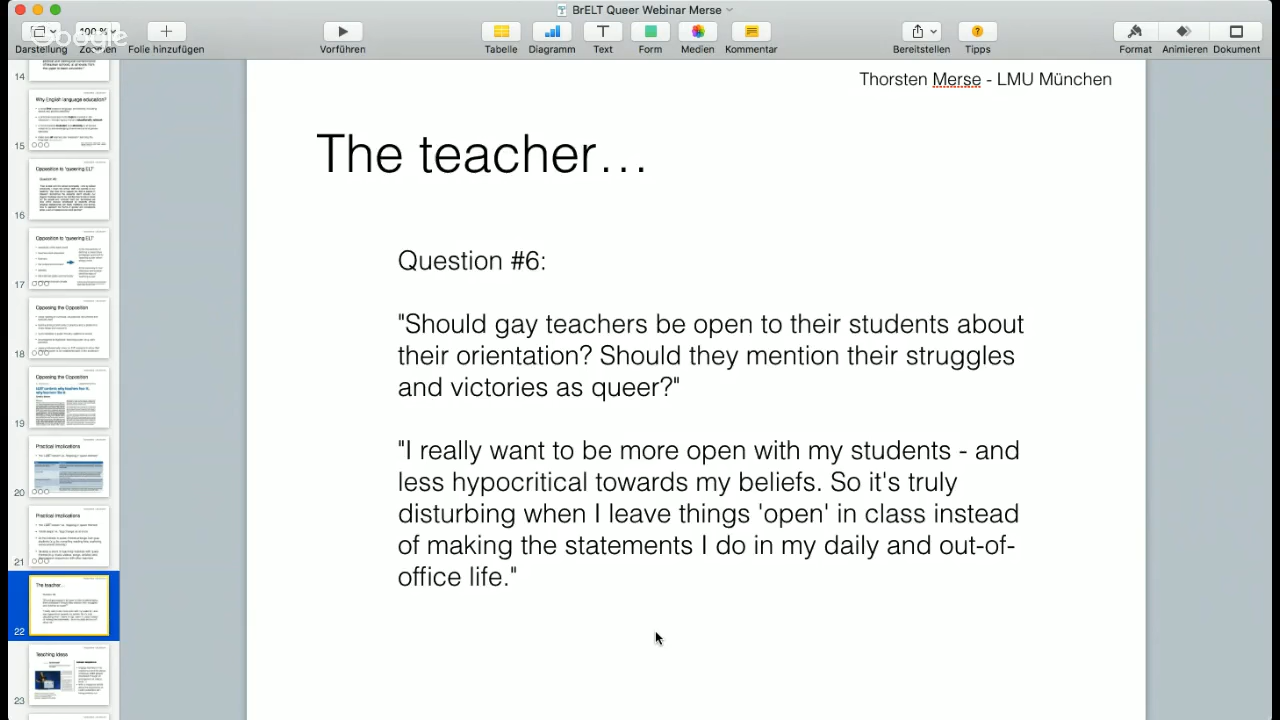 BrELT Queer Webinar Merse
Google
100 %
Darstellung
Zoomen
Folie hinzufügen
Vorführen
Tabelle
Diagramm
Text
Form
Medien
Kommentar
Bereitstellen
Tipps
Format
Animieren
Dokument
14
Why English language education?
15
Opposition to "queering ELT"
16
Opposition to "queering ELT"
17
Opposing the Opposition
18
Opposing the Opposition
19
Practical Implications
20
Practical Implications
21
The teacher...
22
Teaching Ideas
23
Thorsten Merse - LMU München
The teacher...
Question #6:
"Should gay teachers be open to their students about
their orientation? Should they mention their struggles
and victories as queer?"
"I really want to be more open with my students - and
less hypocritical towards my beliefs. So it's truly
disturbing when I leave things 'open' in class instead
of making the statements I do in my daily and out-of-
office life."